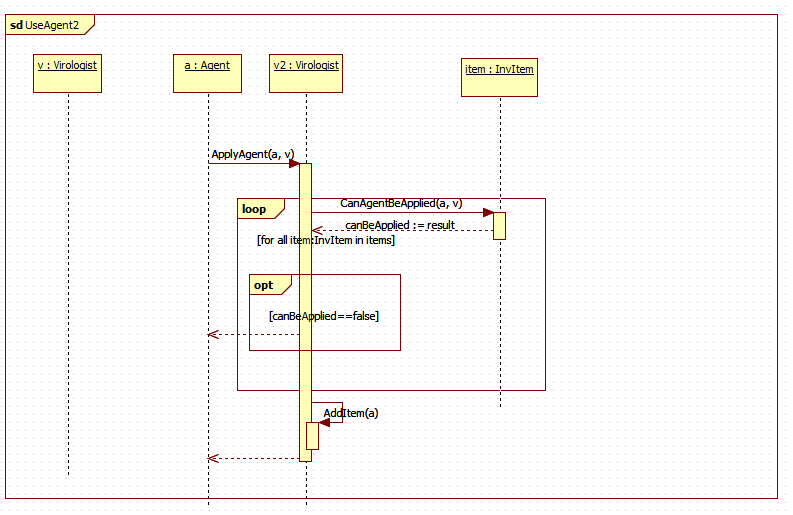 sd UseAgent2
v : Virologist
a : Agent
v2 : Virologist
item : InvItem
ApplyAgent(a, v)
loop
CanAgentBeApplied(a, v)
canBeApplied := result
[for all item:InvItem in items]
opt
[canBeApplied==false]
AddItem(a)